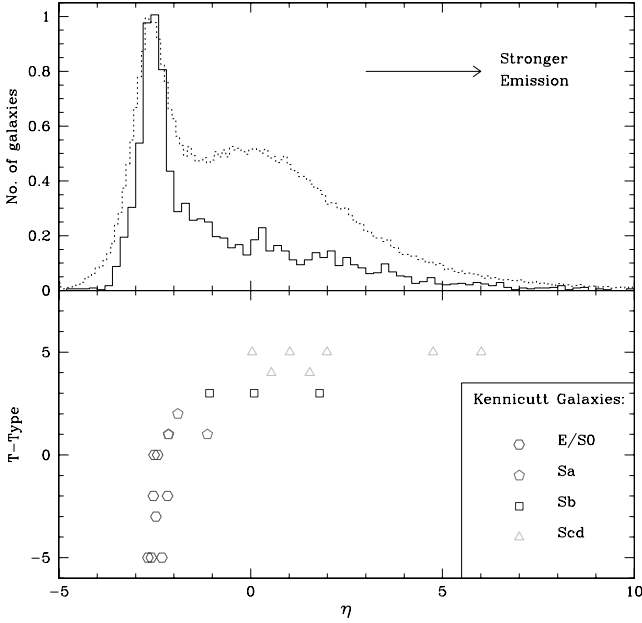 1
0.8
0.6
0.4
0.2
0
No. of galaxies
Stronger
Emission
5
0
−5
T−Type
Kennicutt Galaxies:
E/S0
Sa
Sb
Scd
−5
0
5
10
η